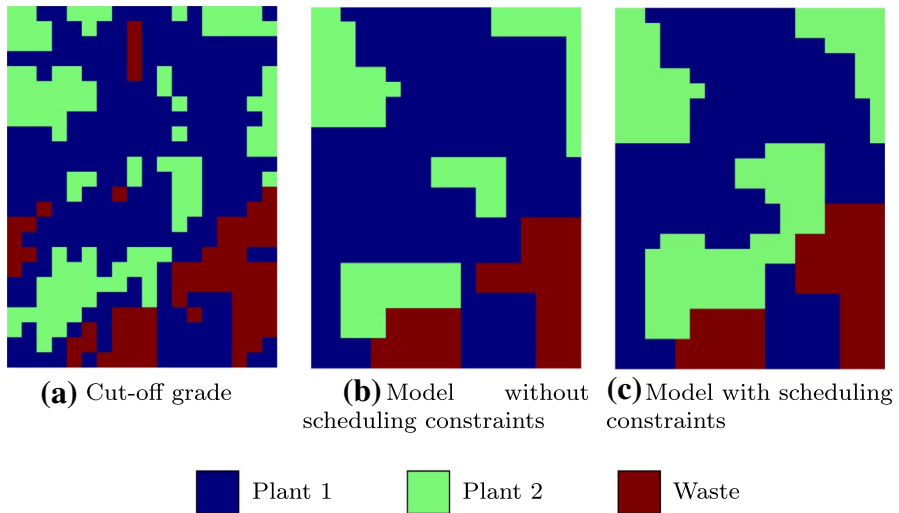 (a) Cut-off grade
(b) Model without
scheduling constraints
(c) Model with scheduling
constraints
Plant 1
Plant 2
Waste